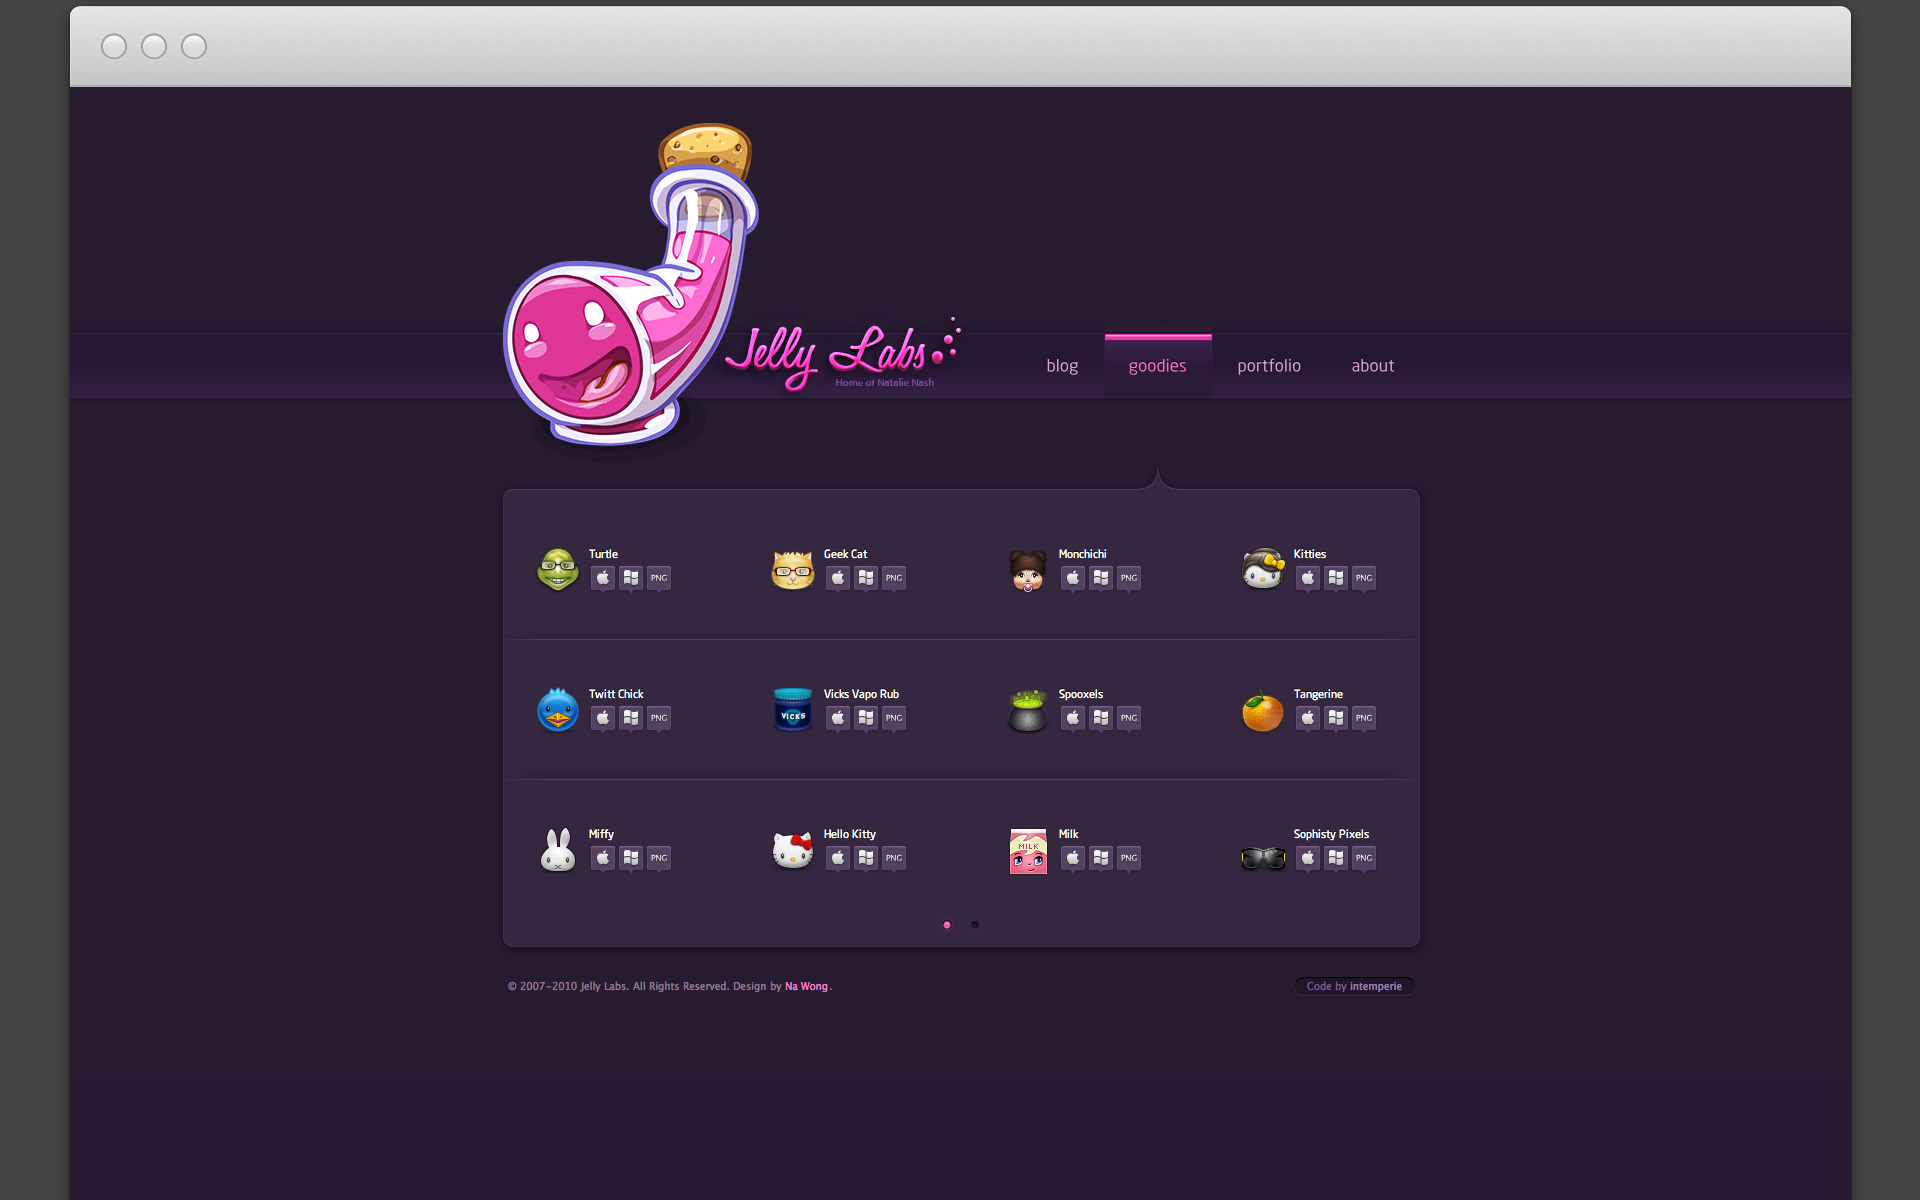 Jelly Labs
Home of Natalie Nash
blog goodies portfolio about
Turtle Geek Cat Monchichi Kitties
PNG PNG PNG PNG
Twitt Chick Vicks Vapo Rub Spooxels Tangerine
VICKS
PNG PNG PNG PNG
Miffy Hello Kitty Milk Sophisty Pixels
MILK
PNG PNG PNG PNG
© 2007-2010 Jelly Labs. All Rights Reserved. Design by Na Wong. Code by intemperie